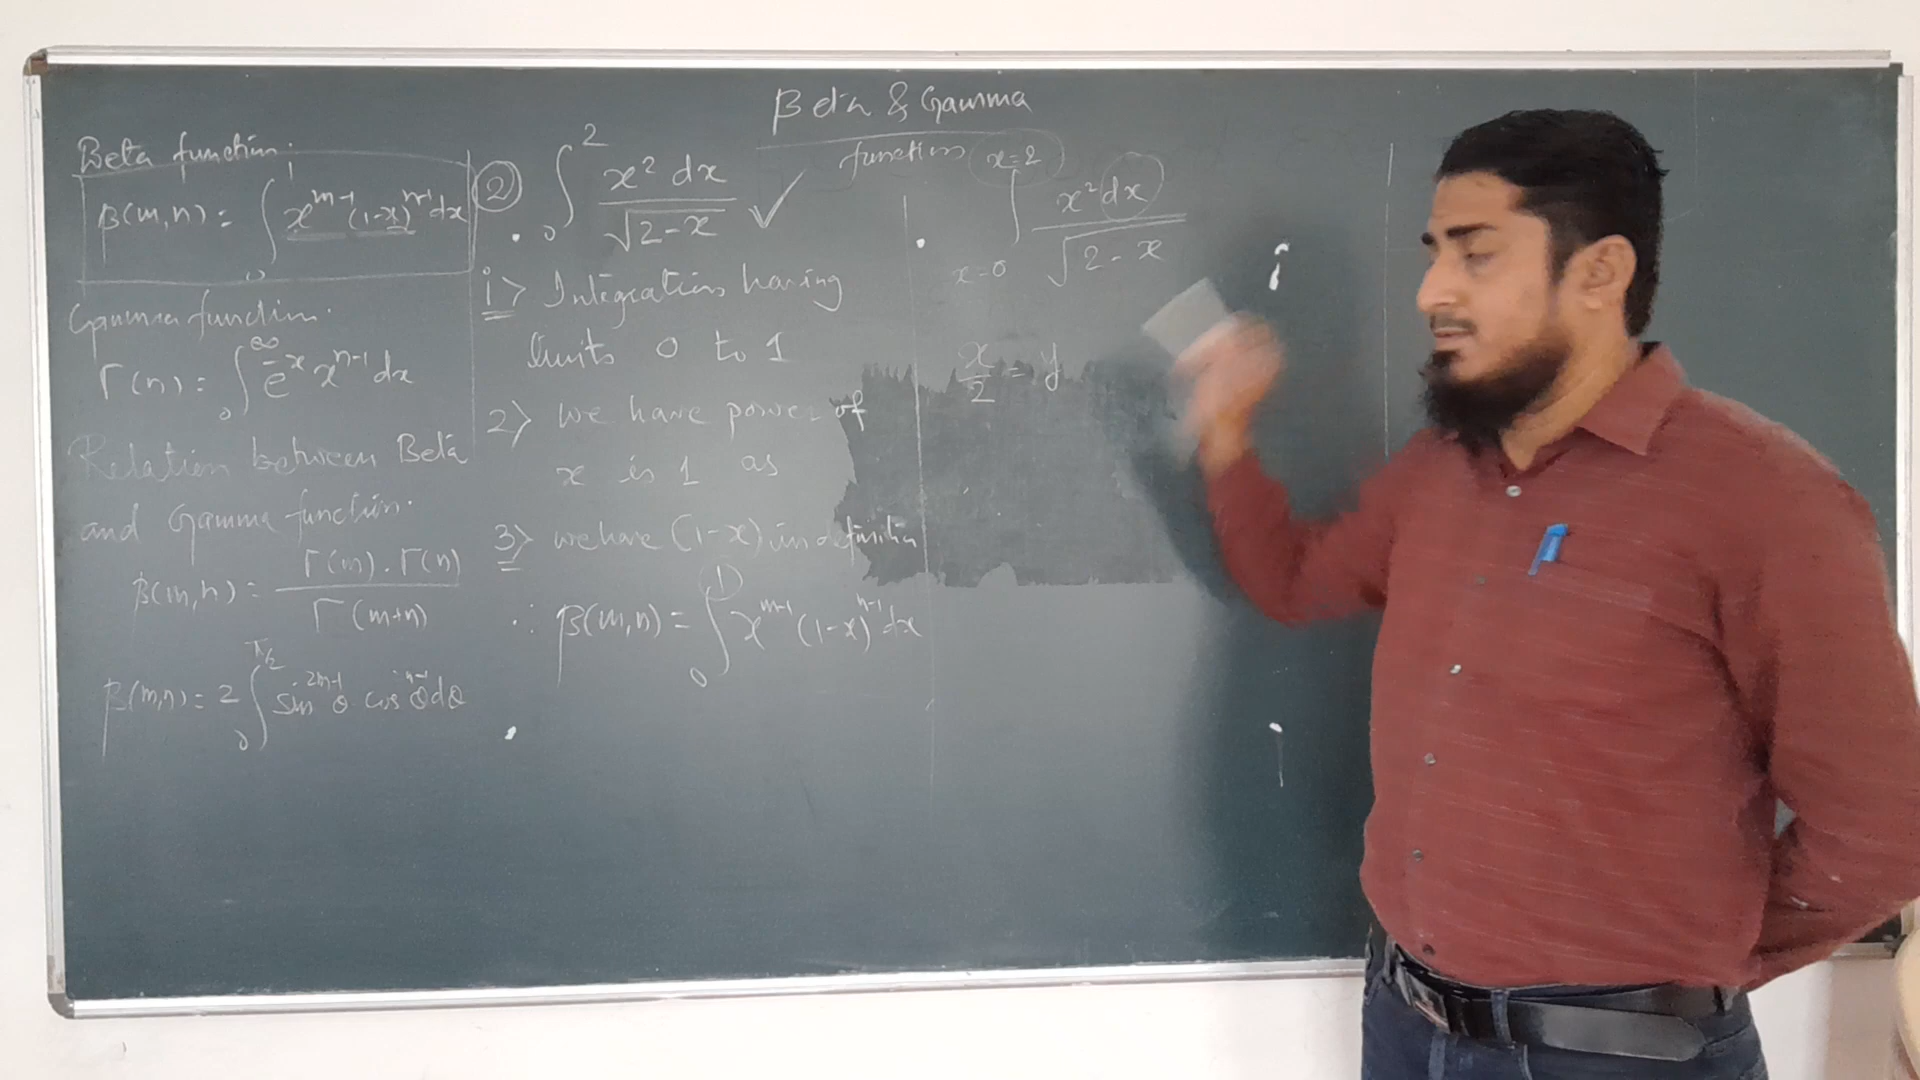 Beta & Gamma
function
Beta function.
β(m,n) = ∫₀¹ x^(m-1) (1-x)^(n-1) dx
Gamma function.
Γ(n) = ∫₀^∞ e^(-x) x^(n-1) dx
Relation between Beta
and Gamma function.
β(m,n) = Γ(m).Γ(n) / Γ(m+n)
β(m,n) = 2 ∫₀^(π/2) sin^(2m-1) θ cos^(n-1) θ dθ
② ∫₀² x² dx / √(2-x) ✓
1> Integration having
limits 0 to 1
2> we have power of
x is 1 as
3> we have (1-x) in definition
∴ β(m,n) = ∫₀¹ x^(m-1) (1-x)^(n-1) dx
∫_(x=0)^(x=2) x² dx / √(2-x)
x/2 = y